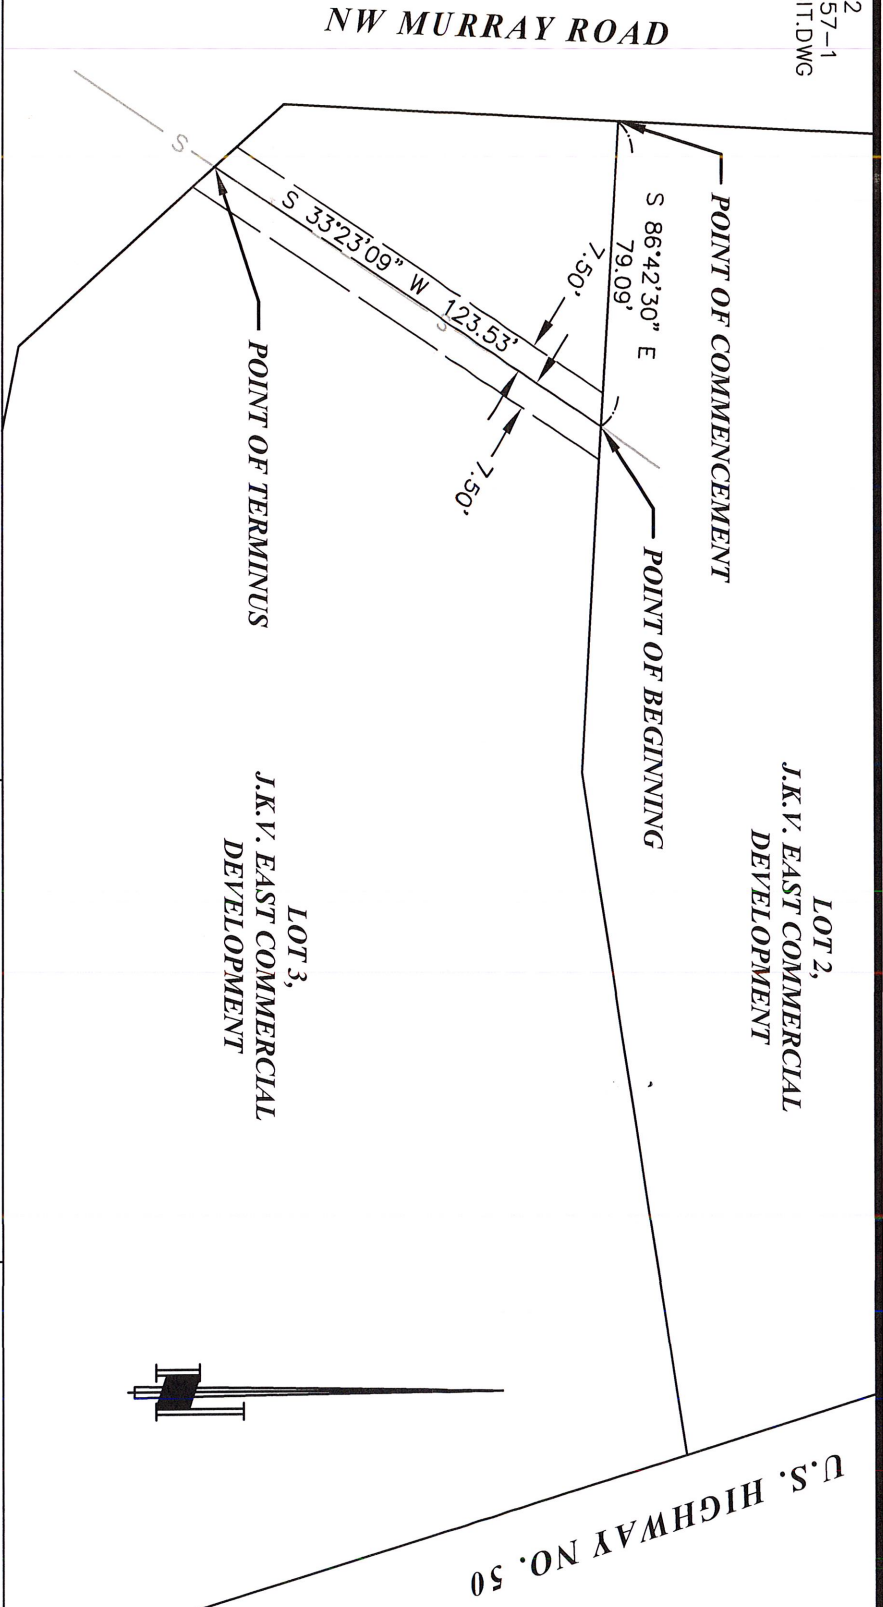 2
57-1
IT.DWG
NW MURRAY ROAD
POINT OF COMMENCEMENT
S 86°42'30" E
79.09'
7.50'
POINT OF BEGINNING
S 33°23'09" W 123.53'
7.50'
S
S
POINT OF TERMINUS
LOT 2,
J.K.V. EAST COMMERCIAL
DEVELOPMENT
LOT 3,
J.K.V. EAST COMMERCIAL
DEVELOPMENT
U.S. HIGHWAY NO. 50